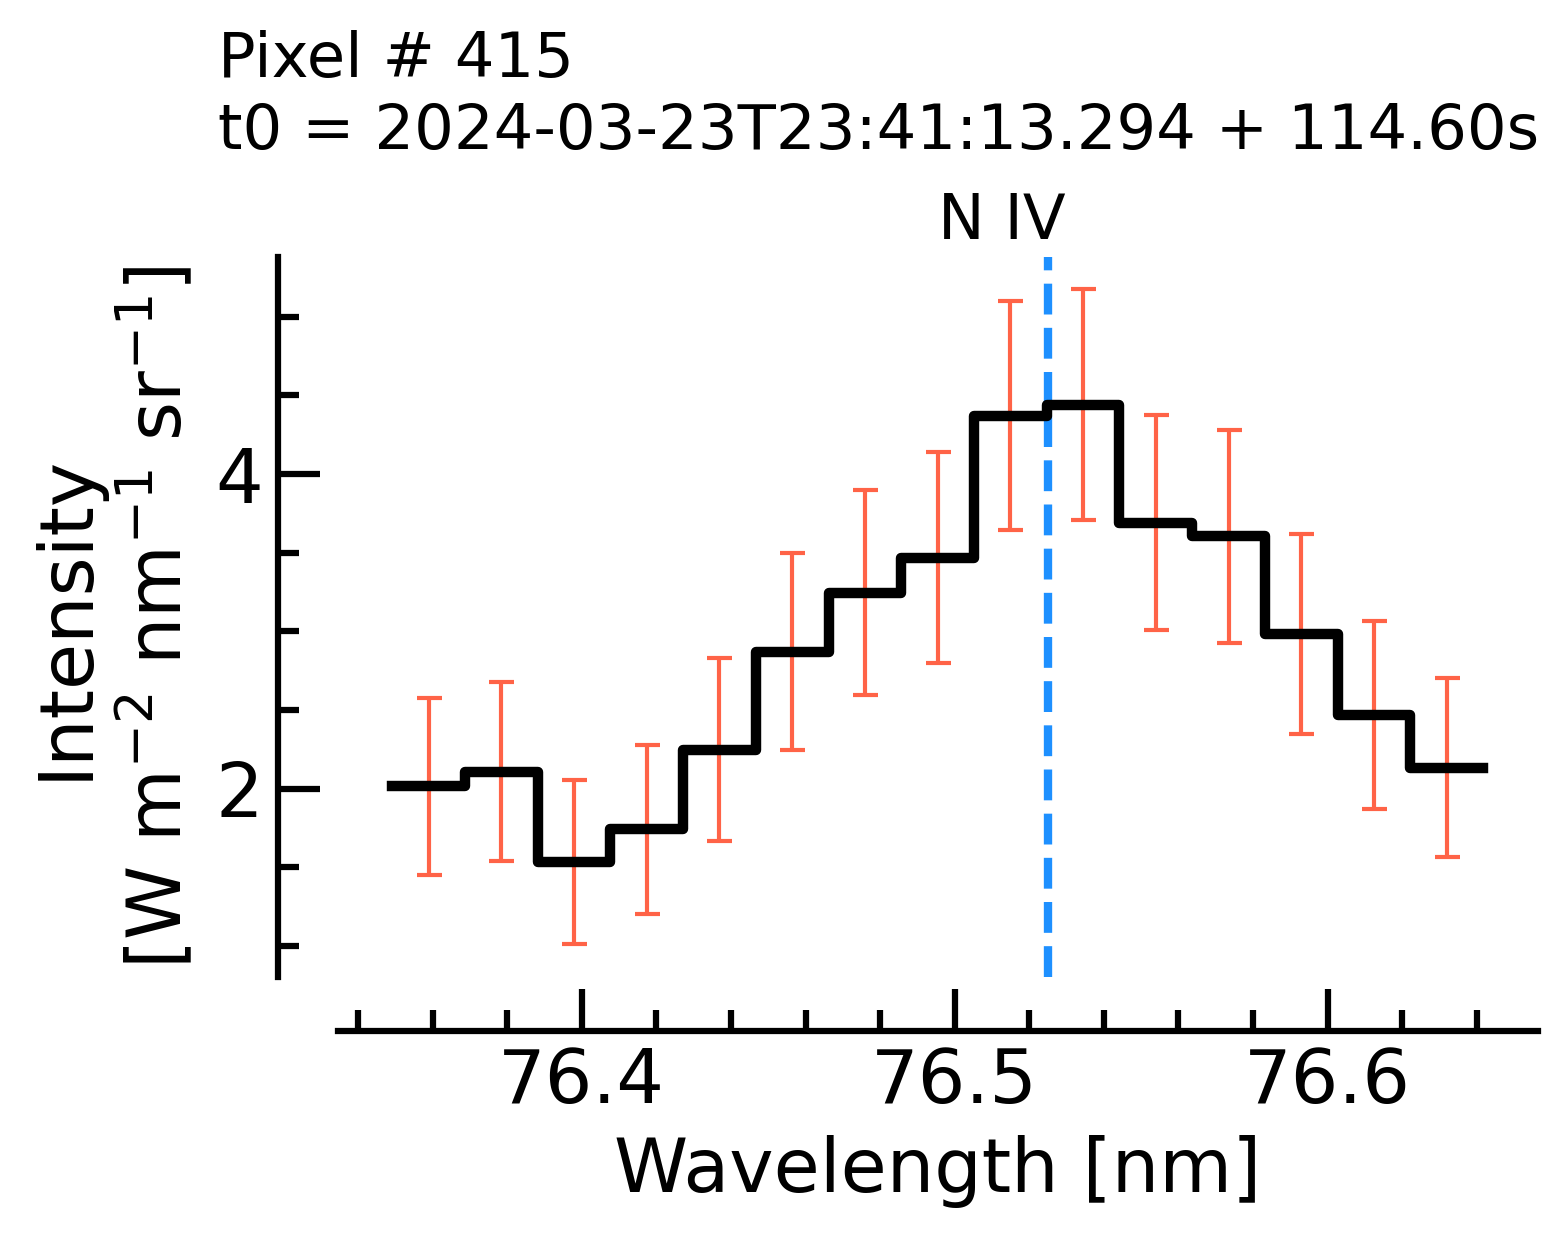 Pixel # 415
t0 = 2024-03-23T23:41:13.294 + 114.60s
N IV
Intensity
[W m⁻² nm⁻¹ sr⁻¹]
4
2
76.4 76.5 76.6
Wavelength [nm]